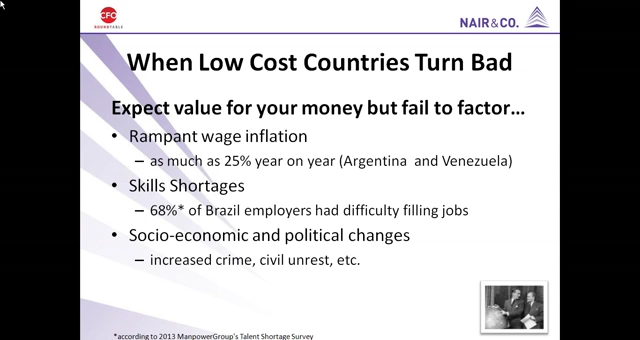 CFO
ROUNDTABLE
NAIR&CO.
When Low Cost Countries Turn Bad
Expect value for your money but fail to factor…
• Rampant wage inflation
– as much as 25% year on year (Argentina and Venezuela)
• Skills Shortages
– 68%* of Brazil employers had difficulty filling jobs
• Socio-economic and political changes
– increased crime, civil unrest, etc.
*according to 2013 ManpowerGroup's Talent Shortage Survey